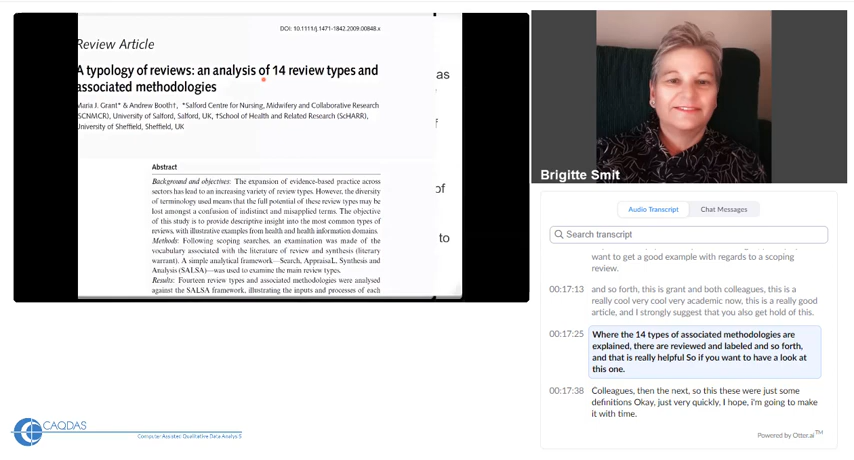 DOI: 10.1111/j.1471-1842.2009.00848.x
Review Article
A typology of reviews: an analysis of 14 review types and
associated methodologies
Maria J. Grant* & Andrew Booth†, *Salford Centre for Nursing, Midwifery and Collaborative Research
(SCNMCR), University of Salford, Salford, UK, †School of Health and Related Research (ScHARR),
University of Sheffield, Sheffield, UK
Abstract
Background and objectives: The expansion of evidence-based practice across
sectors has lead to an increasing variety of review types. However, the diversity
of terminology used means that the full potential of these review types may be
lost amongst a confusion of indistinct and misapplied terms. The objective
of this study is to provide descriptive insight into the most common types of
reviews, with illustrative examples from health and health information domains.
Methods: Following scoping searches, an examination was made of the
vocabulary associated with the literature of review and synthesis (literary
warrant). A simple analytical framework—Search, AppraisaL, Synthesis and
Analysis (SALSA)—was used to examine the main review types.
Results: Fourteen review types and associated methodologies were analysed
against the SALSA framework, illustrating the inputs and processes of each
as
f
of
to
Brigitte Smit
Audio Transcript
Chat Messages
Search transcript
want to get a good example with regards to a scoping
review.
00:17:13
and so forth, this is grant and both colleagues, this is a
really cool very cool very academic now, this is a really good
article, and I strongly suggest that you also get hold of this.
00:17:25
Where the 14 types of associated methodologies are
explained, there are reviewed and labeled and so forth,
and that is really helpful So if you want to have a look at
this one.
00:17:38
Colleagues, then the next, so this these were just some
definitions Okay, just very quickly, I hope, i'm going to make
it with time.
Powered by Otter.ai™
CAQDAS
Computer Assisted Qualitative Data Analysis